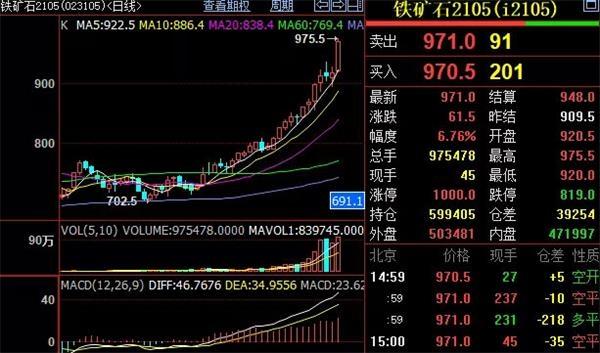 铁矿石2105(023105)<日线> 查看期权 周期
K MA5:922.5 MA10:886.4 MA20:838.4 MA60:769.4 MA
975.5
900
800
702.5
691.1
90万
VOL(5,10) VOLUME:975478.0000 MAVOL1:839745.000
MACD(12,26,9) DIFF:46.7676 DEA:34.9556 MACD:23.62
40
0
铁矿石2105(i2105)
卖出 971.0 91
买入 970.5 201
最新 971.0 结算 948.0
涨跌 61.5 昨结 909.5
幅度 6.76% 开盘 920.5
总手 975478 最高 975.5
现手 45 最低 920.0
涨停 1000.0 跌停 819.0
持仓 599405 仓差 39254
外盘 503481 内盘 471997
北京 价格 现手 仓差 性质
14:59 970.5 27 +5 空开
:59 971.0 237 -10 空平
:59 971.0 231 -218 多平
15:00 971.0 45 -35 空平